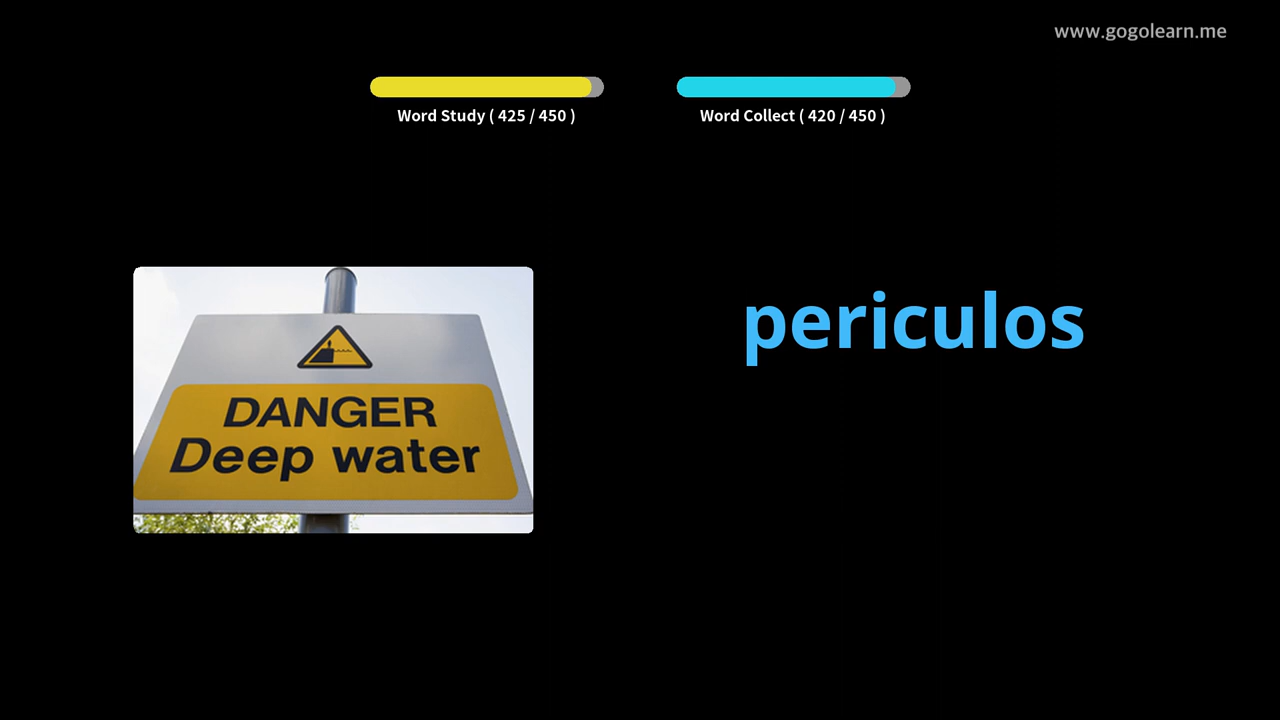 www.gogolearn.me
Word Study ( 425 / 450 )
Word Collect ( 420 / 450 )
DANGER
Deep water
periculos